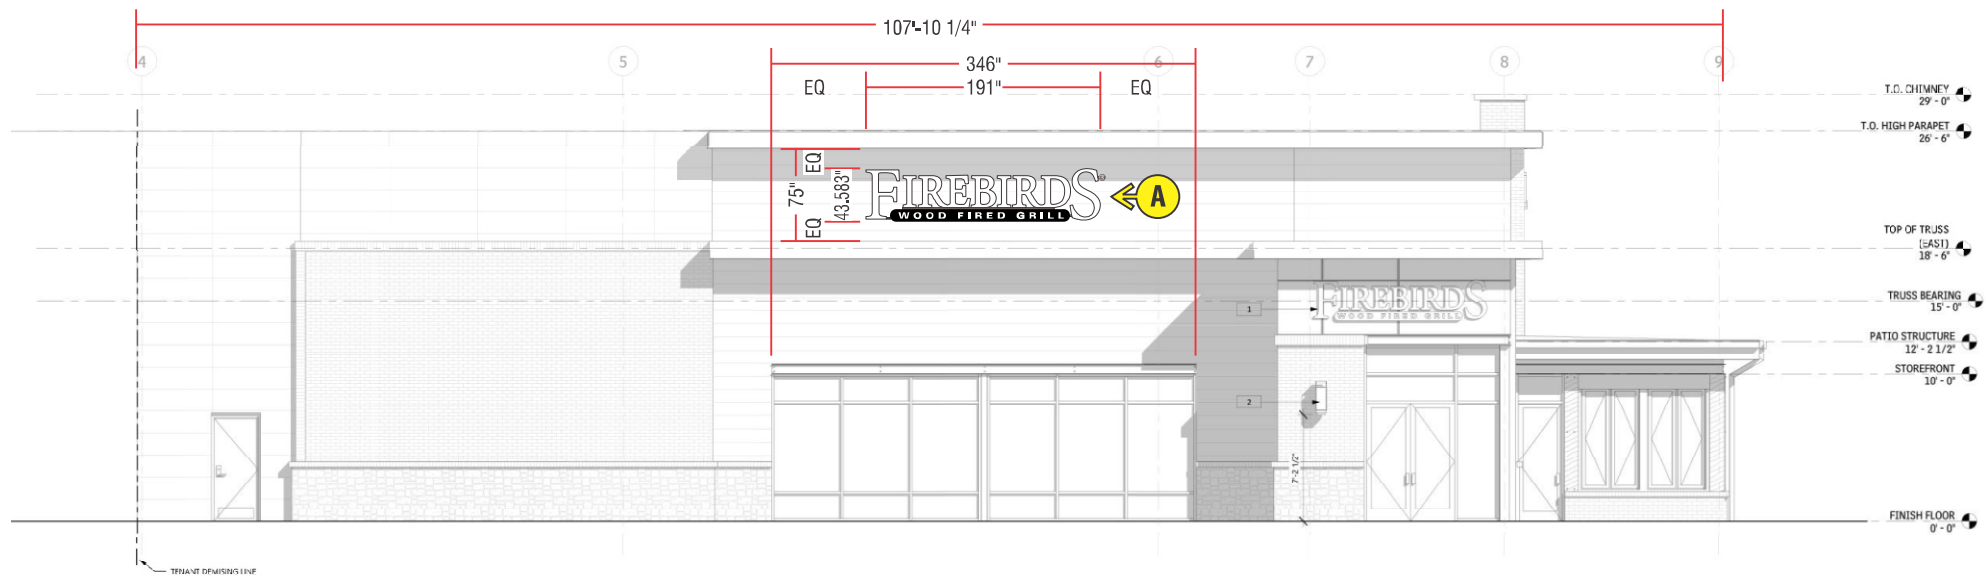 107'-10 1/4"
4
5
6
7
8
9
346"
EQ
191"
EQ
T.O. CHIMNEY
29' - 0"
T.O. HIGH PARAPET
26' - 6"
EQ
75"
43.583"
EQ
FIREBIRDS®
WOOD FIRED GRILL
A
TOP OF TRUSS
(EAST)
18' - 6"
TRUSS BEARING
15' - 0"
1
FIREBIRDS
WOOD FIRED GRILL
PATIO STRUCTURE
12' - 2 1/2"
STOREFRONT
10' - 0"
2
7'-2 1/2"
FINISH FLOOR
0' - 0"
TENANT DEMISING LINE